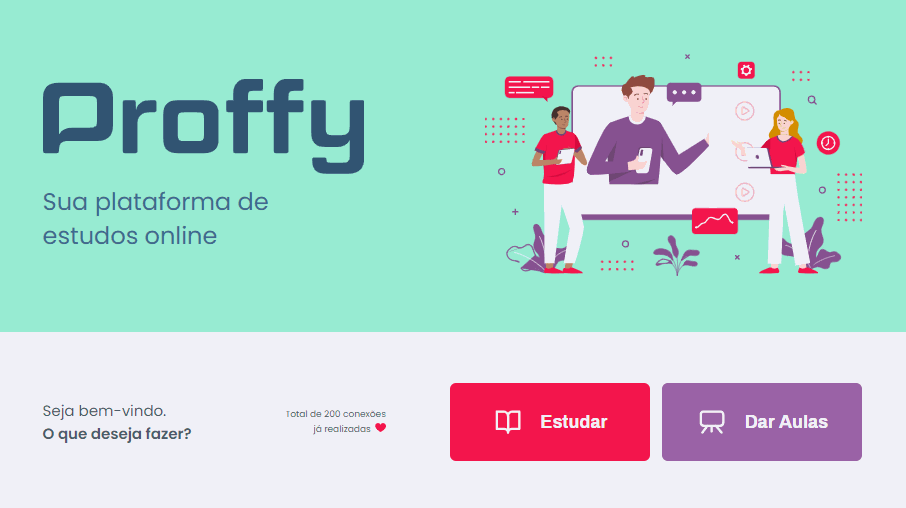 Proffy
Sua plataforma de
estudos online
Seja bem-vindo.
O que deseja fazer?
Total de 200 conexões
já realizadas
Estudar
Dar Aulas